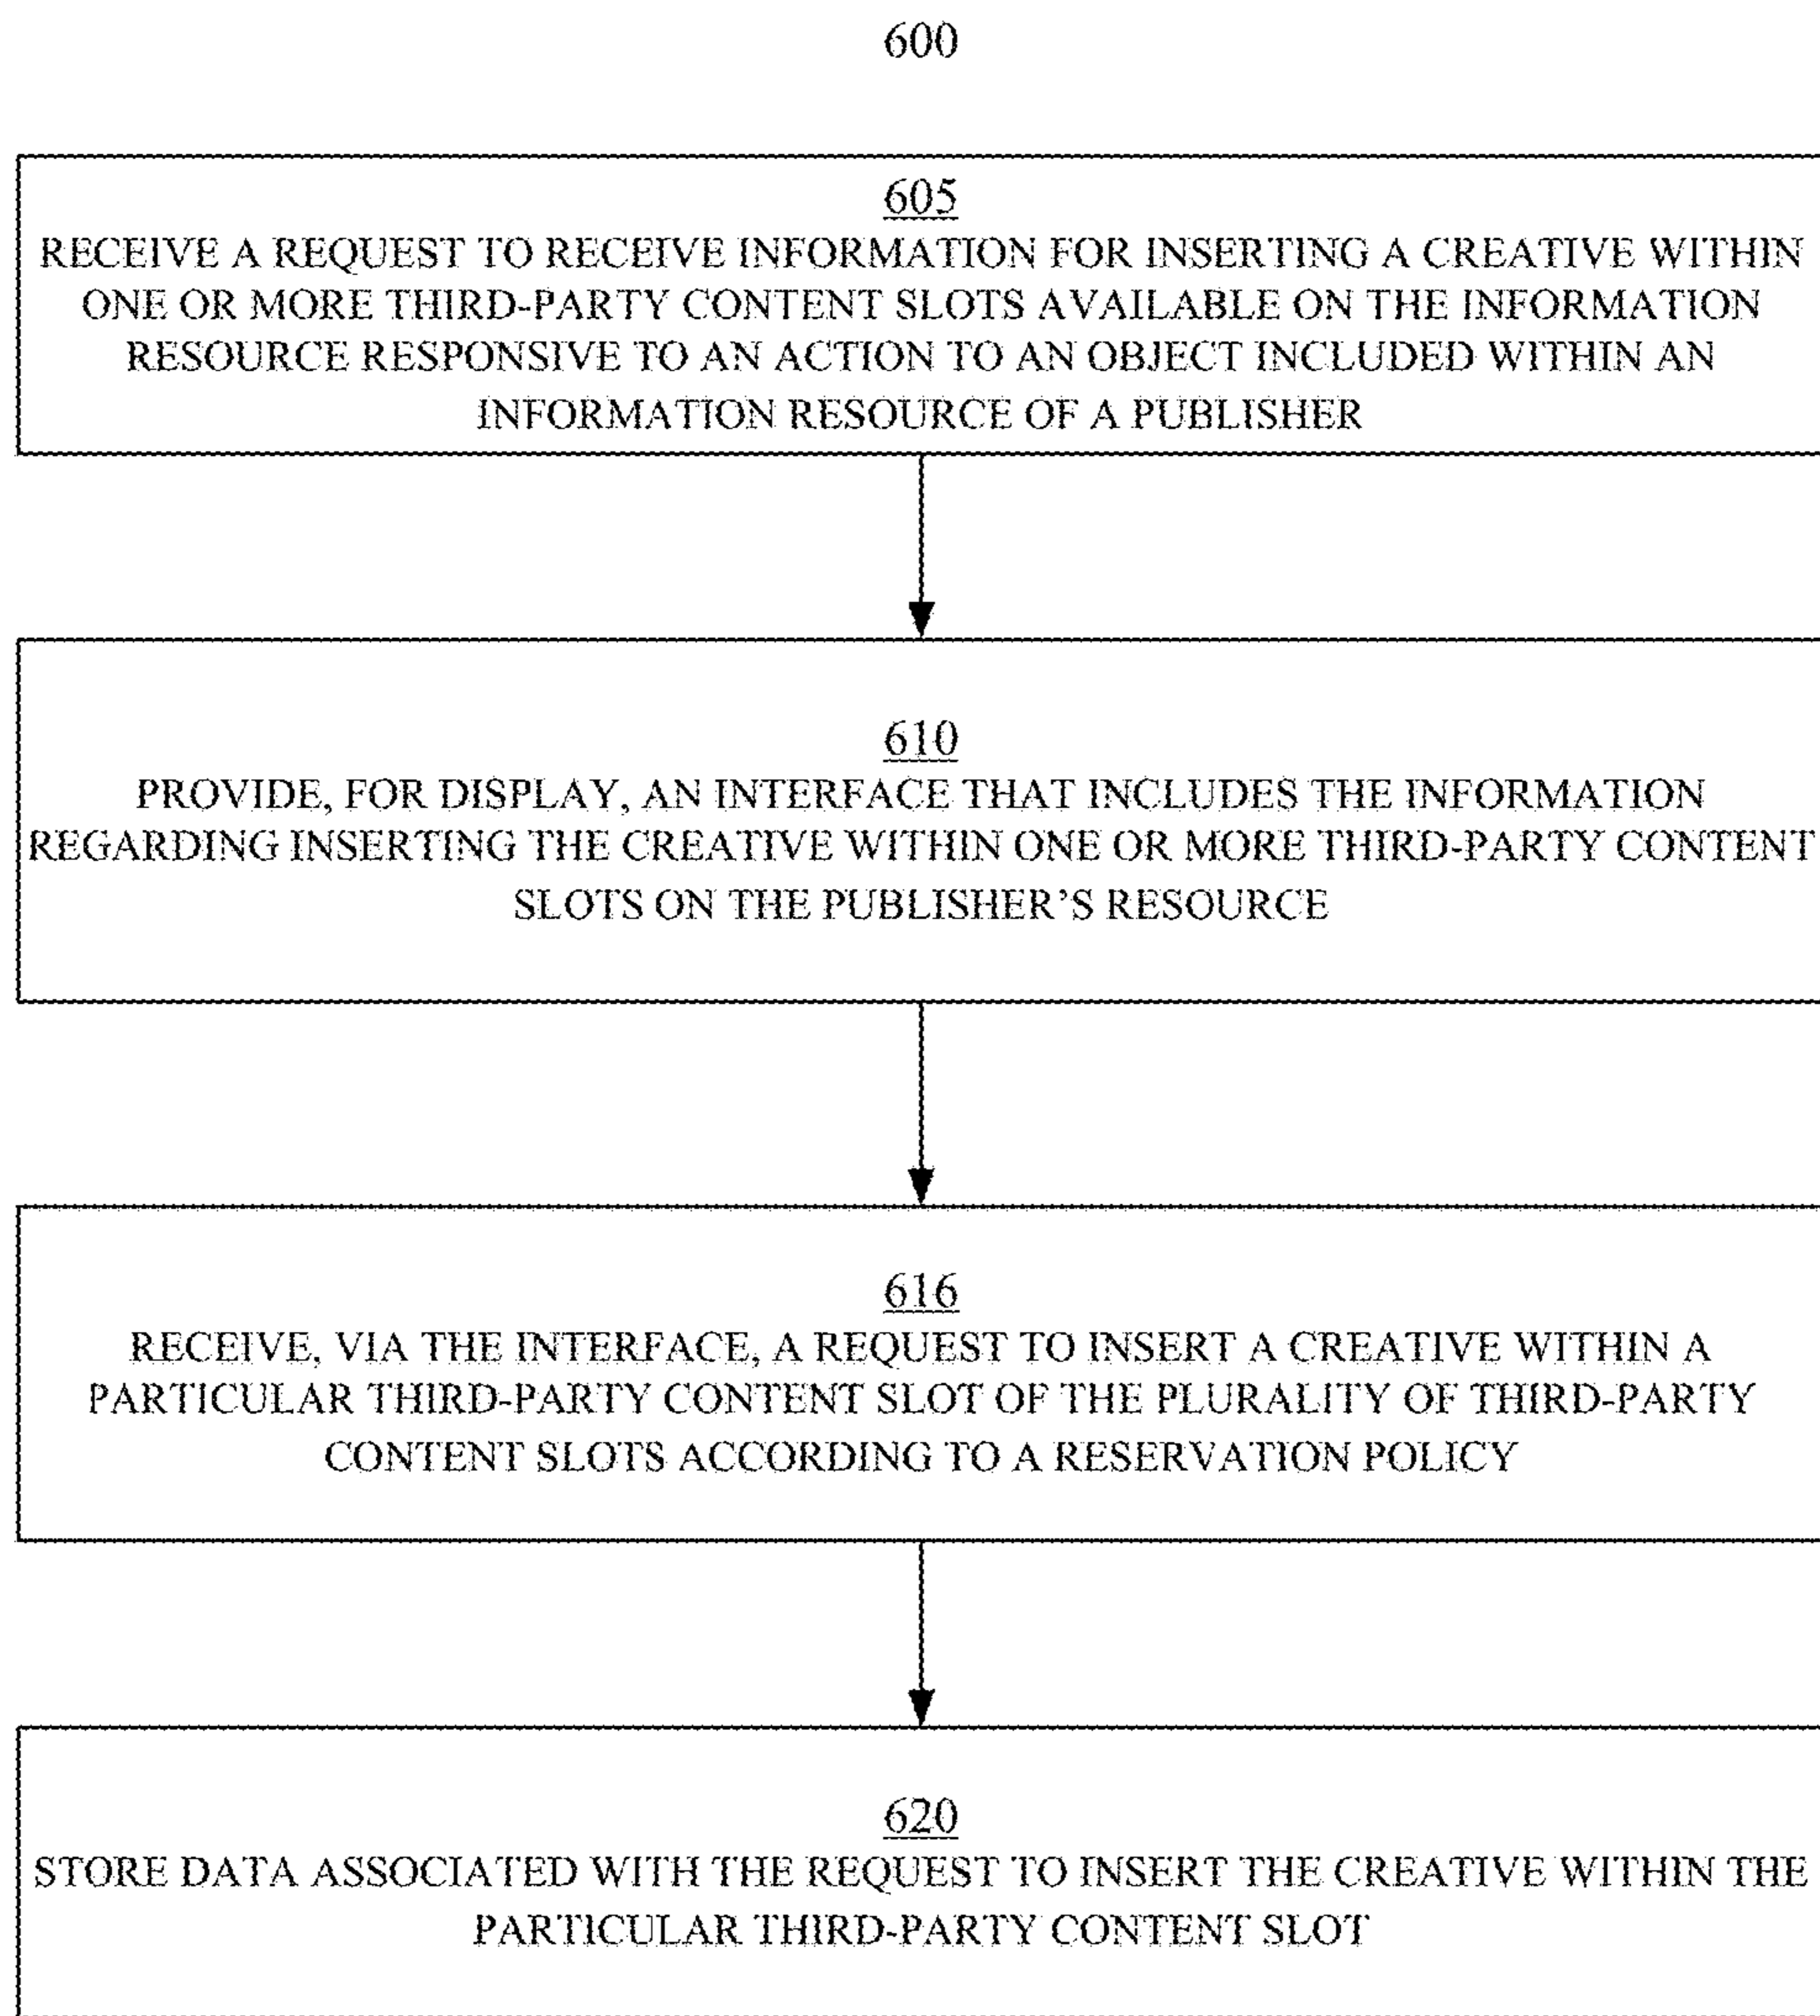 600
605
RECEIVE A REQUEST TO RECEIVE INFORMATION FOR INSERTING A CREATIVE WITHIN
ONE OR MORE THIRD-PARTY CONTENT SLOTS AVAILABLE ON THE INFORMATION
RESOURCE RESPONSIVE TO AN ACTION TO AN OBJECT INCLUDED WITHIN AN
INFORMATION RESOURCE OF A PUBLISHER
610
PROVIDE, FOR DISPLAY, AN INTERFACE THAT INCLUDES THE INFORMATION
REGARDING INSERTING THE CREATIVE WITHIN ONE OR MORE THIRD-PARTY CONTENT
SLOTS ON THE PUBLISHER'S RESOURCE
616
RECEIVE, VIA THE INTERFACE, A REQUEST TO INSERT A CREATIVE WITHIN A
PARTICULAR THIRD-PARTY CONTENT SLOT OF THE PLURALITY OF THIRD-PARTY
CONTENT SLOTS ACCORDING TO A RESERVATION POLICY
620
STORE DATA ASSOCIATED WITH THE REQUEST TO INSERT THE CREATIVE WITHIN THE
PARTICULAR THIRD-PARTY CONTENT SLOT